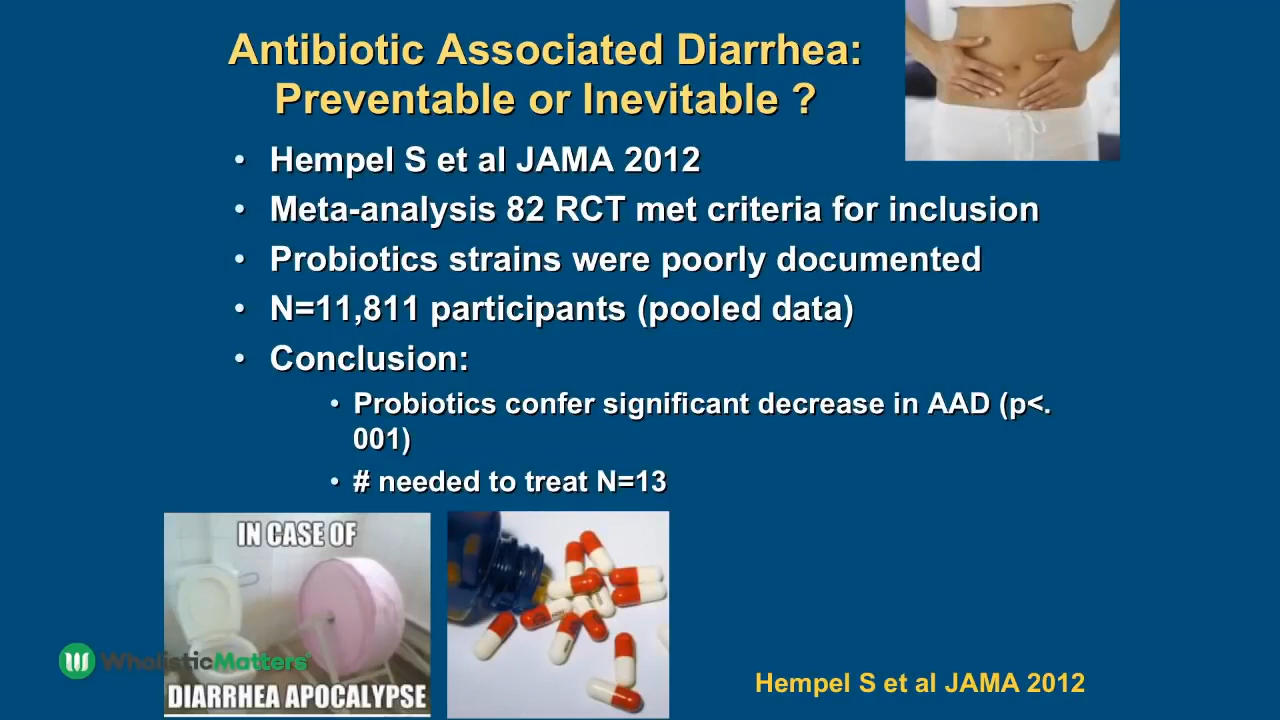 Antibiotic Associated Diarrhea:
Preventable or Inevitable ?
• Hempel S et al JAMA 2012
• Meta-analysis 82 RCT met criteria for inclusion
• Probiotics strains were poorly documented
• N=11,811 participants (pooled data)
• Conclusion:
• Probiotics confer significant decrease in AAD (p<.
001)
• # needed to treat N=13
IN CASE OF
DIARRHEA APOCALYPSE
WholisticMatters
Hempel S et al JAMA 2012